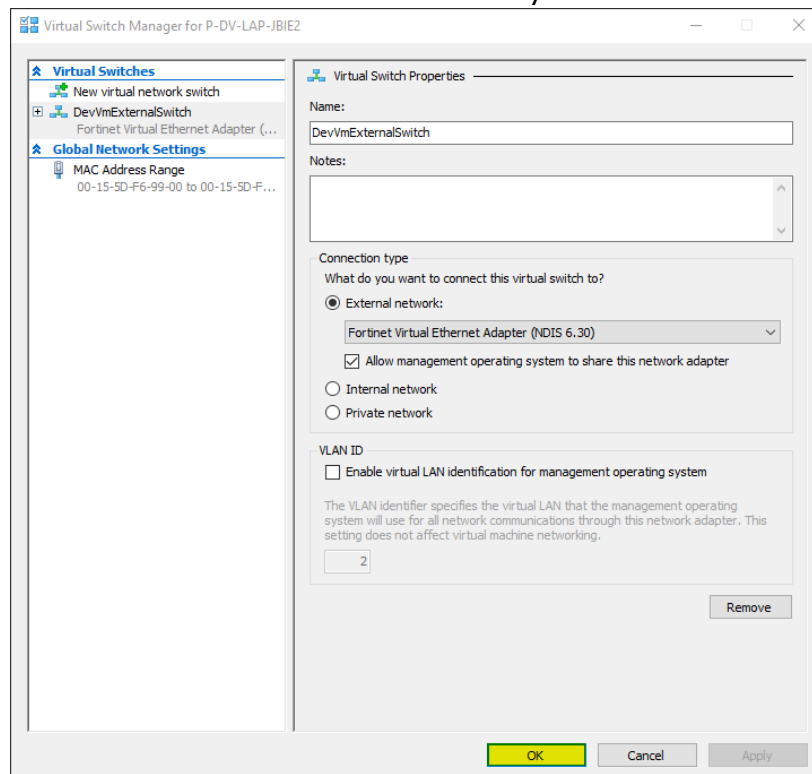 Virtual Switch Manager for P-DV-LAP-JBIE2
Virtual Switches
New virtual network switch
DevVmExternalSwitch
Fortinet Virtual Ethernet Adapter (...
Global Network Settings
MAC Address Range
00-15-5D-F6-99-00 to 00-15-5D-F...
Virtual Switch Properties
Name:
DevVmExternalSwitch
Notes:
Connection type
What do you want to connect this virtual switch to?
External network:
Fortinet Virtual Ethernet Adapter (NDIS 6.30)
Allow management operating system to share this network adapter
Internal network
Private network
VLAN ID
Enable virtual LAN identification for management operating system
The VLAN identifier specifies the virtual LAN that the management operating
system will use for all network communications through this network adapter. This
setting does not affect virtual machine networking.
2
Remove
OK
Cancel
Apply